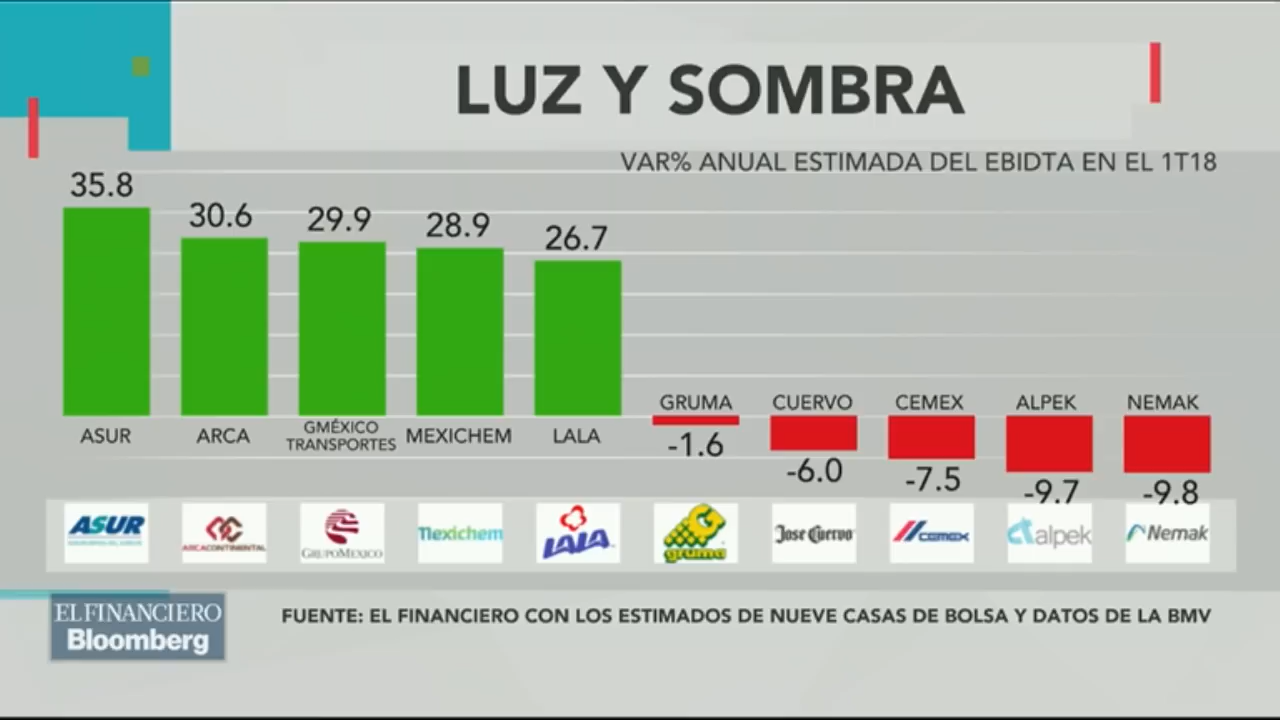 LUZ Y SOMBRA
VAR% ANUAL ESTIMADA DEL EBIDTA EN EL 1T18
35.8
30.6
29.9
28.9
26.7
ASUR
ARCA
GMÉXICO
TRANSPORTES
MEXICHEM
LALA
GRUMA
CUERVO
CEMEX
ALPEK
NEMAK
-1.6
-6.0
-7.5
-9.7
-9.8
ASUR
ARCACONTINENTAL
GRUPOMEXICO
Mexichem
LALA
gruma
Jose Cuervo
CEMEX
alpek
Nemak
EL FINANCIERO
Bloomberg
FUENTE: EL FINANCIERO CON LOS ESTIMADOS DE NUEVE CASAS DE BOLSA Y DATOS DE LA BMV